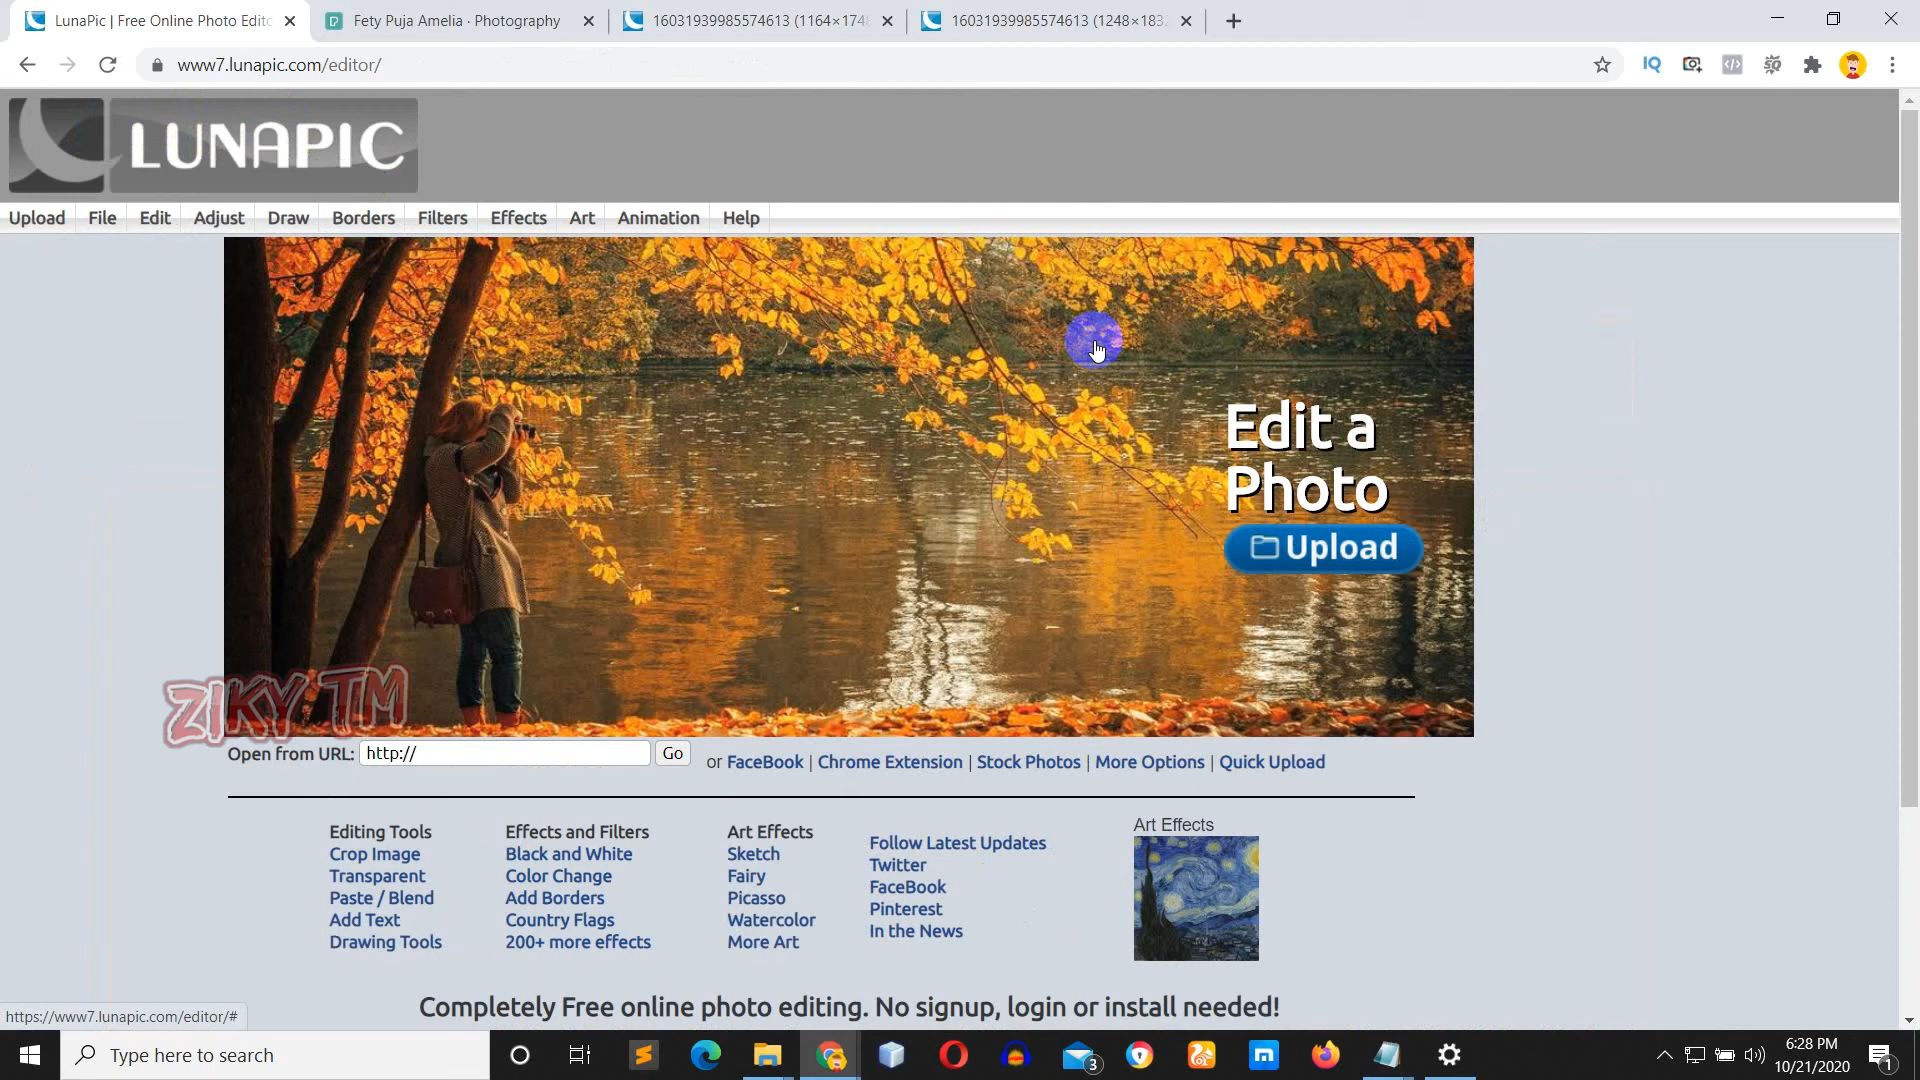 LunaPic | Free Online Photo Edito
Fety Puja Amelia · Photography
16031939985574613 (1164×1748
16031939985574613 (1248×1832
www7.lunapic.com/editor/
LUNAPIC
Upload File Edit Adjust Draw Borders Filters Effects Art Animation Help
Edit a
Photo
Upload
ZIKY TM
Open from URL: http:// Go or FaceBook | Chrome Extension | Stock Photos | More Options | Quick Upload
Editing Tools
Crop Image
Transparent
Paste / Blend
Add Text
Drawing Tools
Effects and Filters
Black and White
Color Change
Add Borders
Country Flags
200+ more effects
Art Effects
Sketch
Fairy
Picasso
Watercolor
More Art
Follow Latest Updates
Twitter
FaceBook
Pinterest
In the News
Art Effects
Completely Free online photo editing. No signup, login or install needed!
https://www7.lunapic.com/editor/#
Type here to search
3
6:28 PM
10/21/2020
1